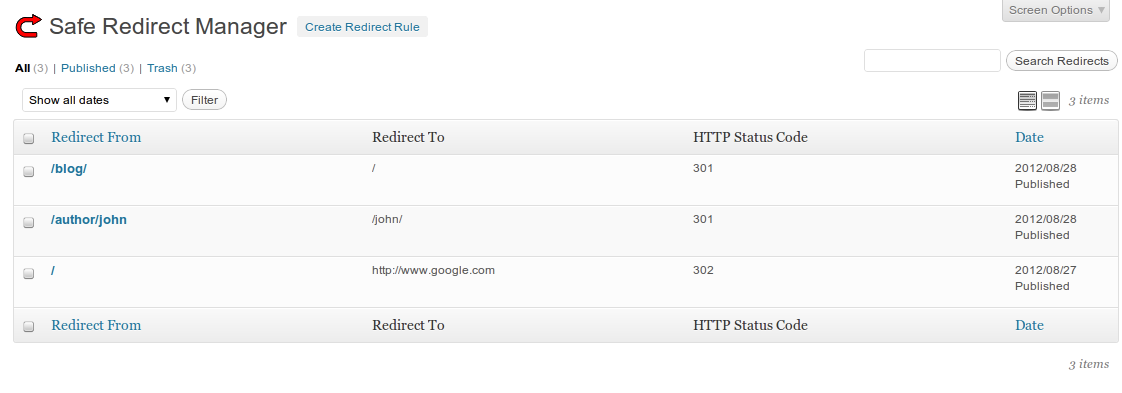 Screen Options ▼
Safe Redirect Manager Create Redirect Rule
All (3) | Published (3) | Trash (3)
Search Redirects
Show all dates ▼ Filter
3 items
Redirect From Redirect To HTTP Status Code Date
/blog/ / 301 2012/08/28
Published
/author/john /john/ 301 2012/08/28
Published
/ http://www.google.com 302 2012/08/27
Published
Redirect From Redirect To HTTP Status Code Date
3 items